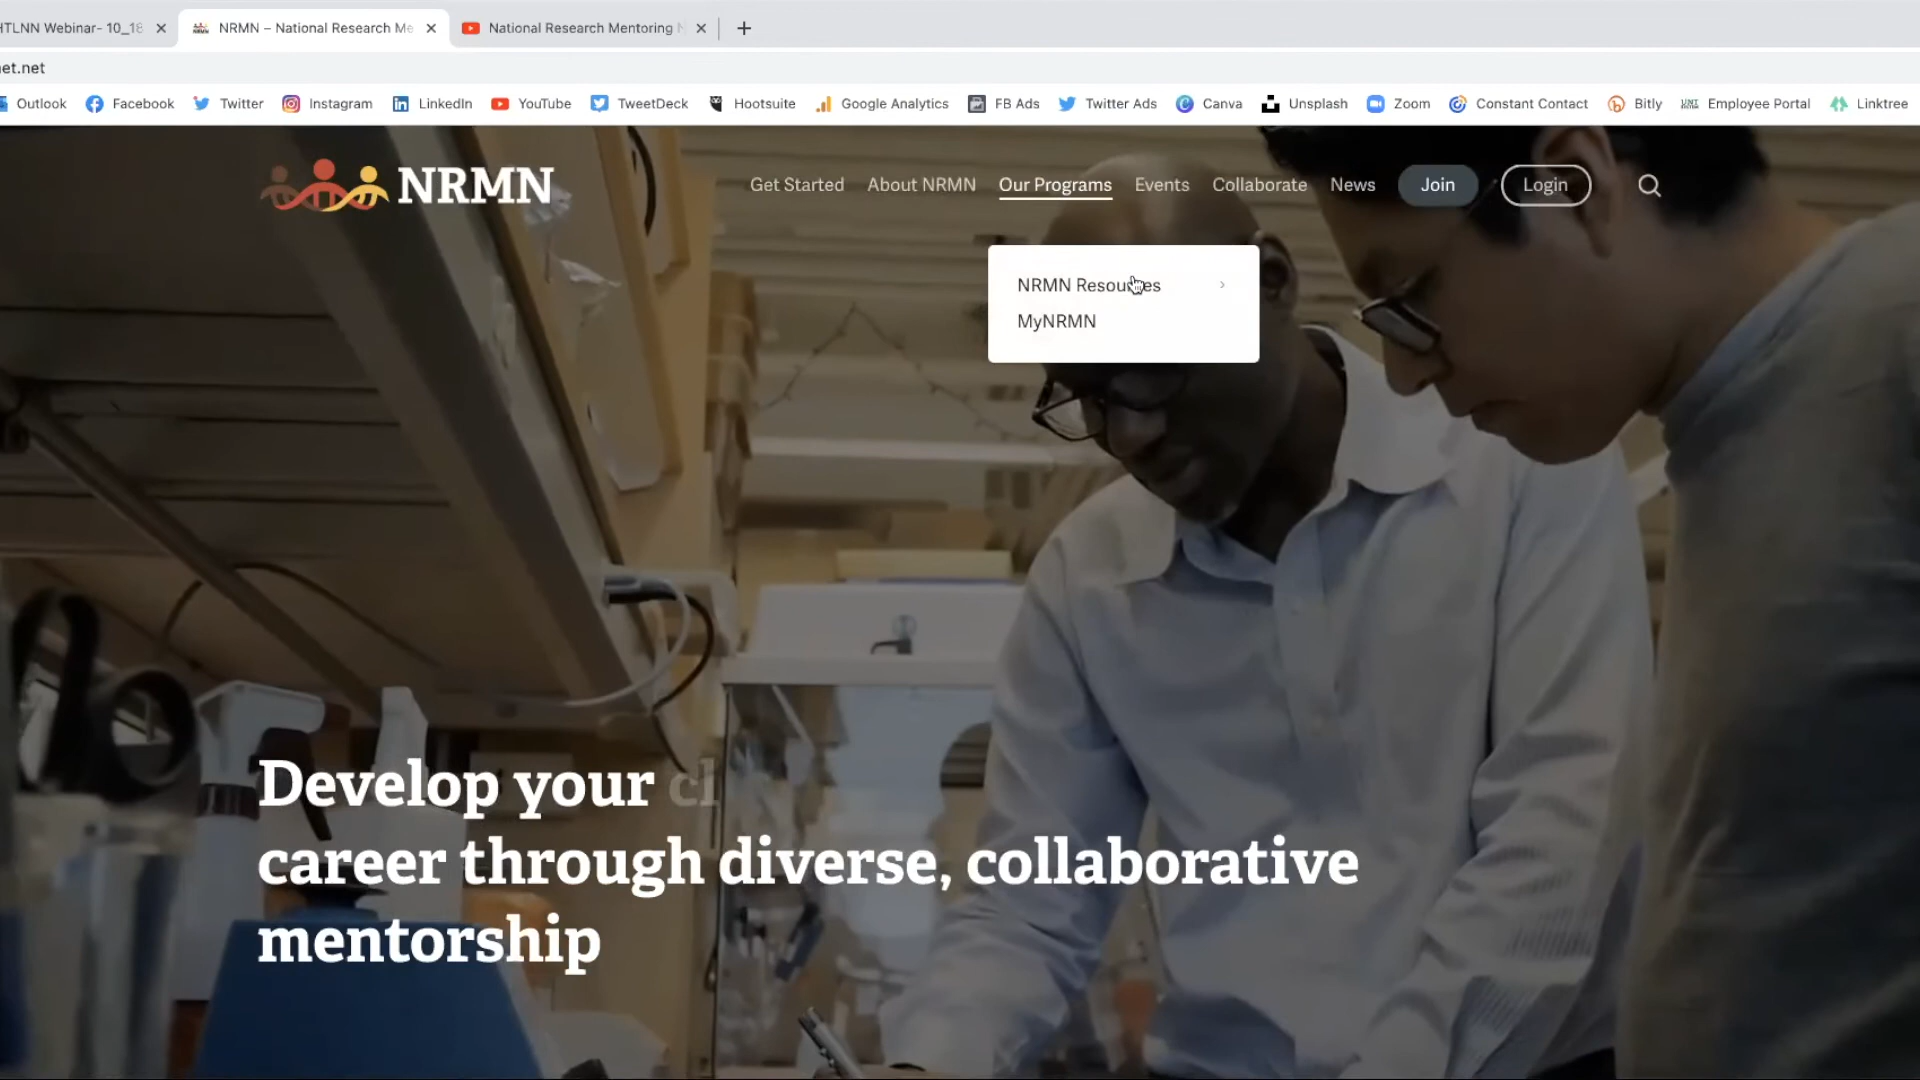 HTLNN Webinar- 10_18
NRMN – National Research Me
National Research Mentoring N
et.net
Outlook Facebook Twitter Instagram LinkedIn YouTube TweetDeck Hootsuite Google Analytics FB Ads Twitter Ads Canva Unsplash Zoom Constant Contact Bitly Employee Portal Linktree
NRMN
Get Started About NRMN Our Programs Events Collaborate News Join Login
NRMN Resources
MyNRMN
Develop your cl
career through diverse, collaborative
mentorship